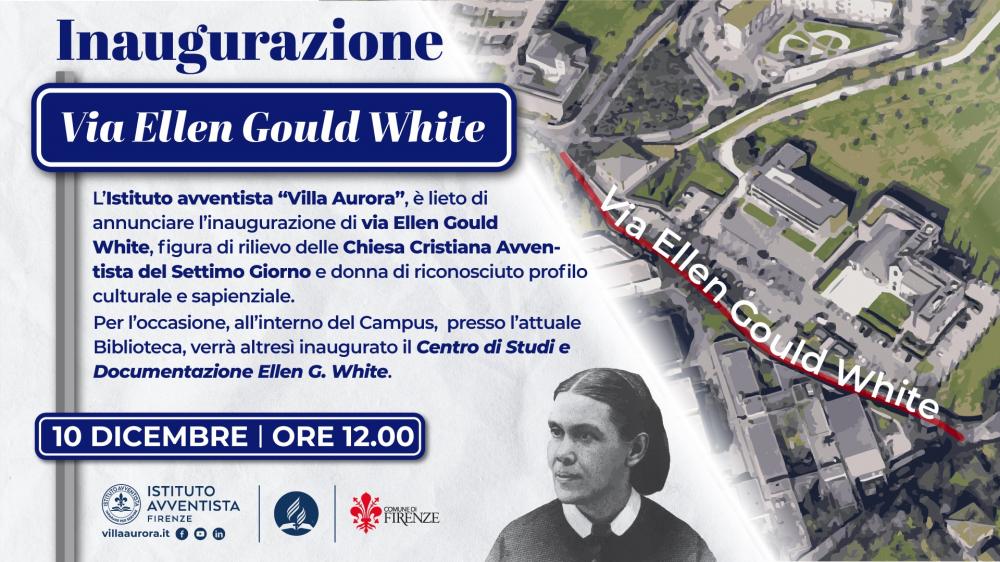 Inaugurazione
Via Ellen Gould White
L’Istituto avventista “Villa Aurora”, è lieto di
annunciare l’inaugurazione di via Ellen Gould
White, figura di rilievo delle Chiesa Cristiana Avven-
tista del Settimo Giorno e donna di riconosciuto profilo
culturale e sapienziale.
Per l’occasione, all’interno del Campus, presso l’attuale
Biblioteca, verrà altresì inaugurato il Centro di Studi e
Documentazione Ellen G. White.
10 DICEMBRE | ORE 12.00
ISTITUTO
AVVENTISTA
FIRENZE
villaaurora.it
COMUNE DI
FIRENZE
Via Ellen Gould White